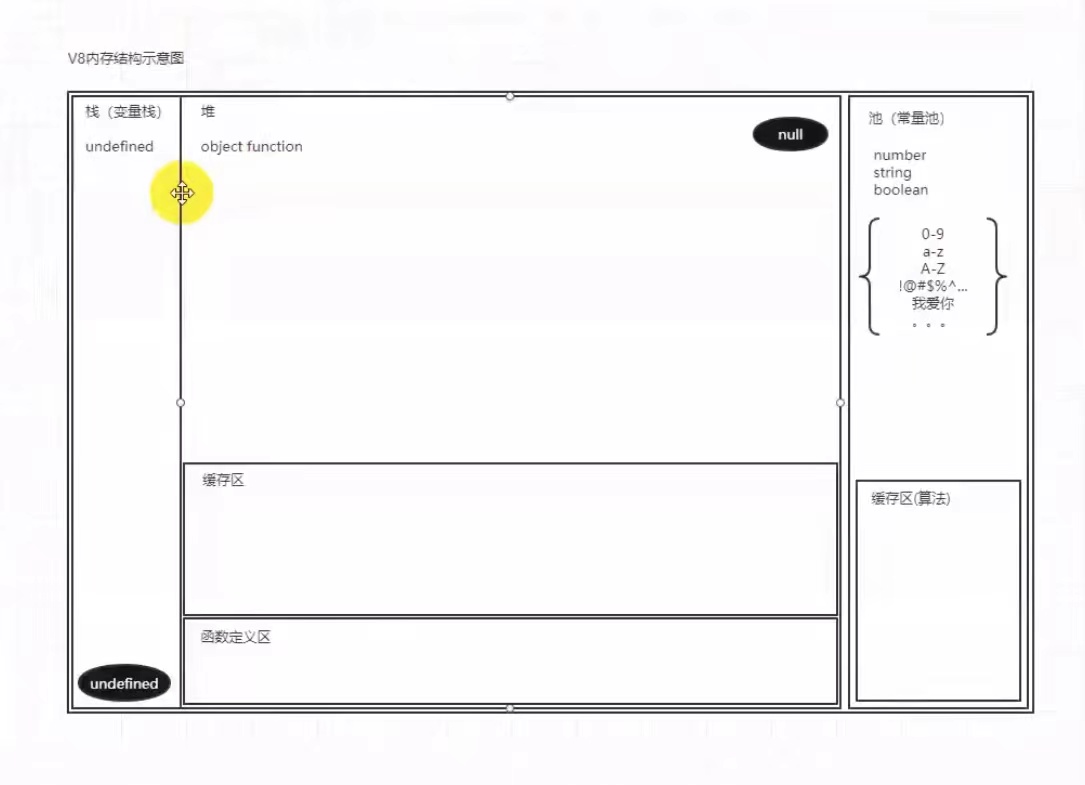 V8内存结构示意图
栈（变量栈）
undefined
undefined
堆
object function
null
缓存区
函数定义区
池（常量池）
number
string
boolean
0-9
a-z
A-Z
!@#$%^...
我爱你
。。。
缓存区(算法)